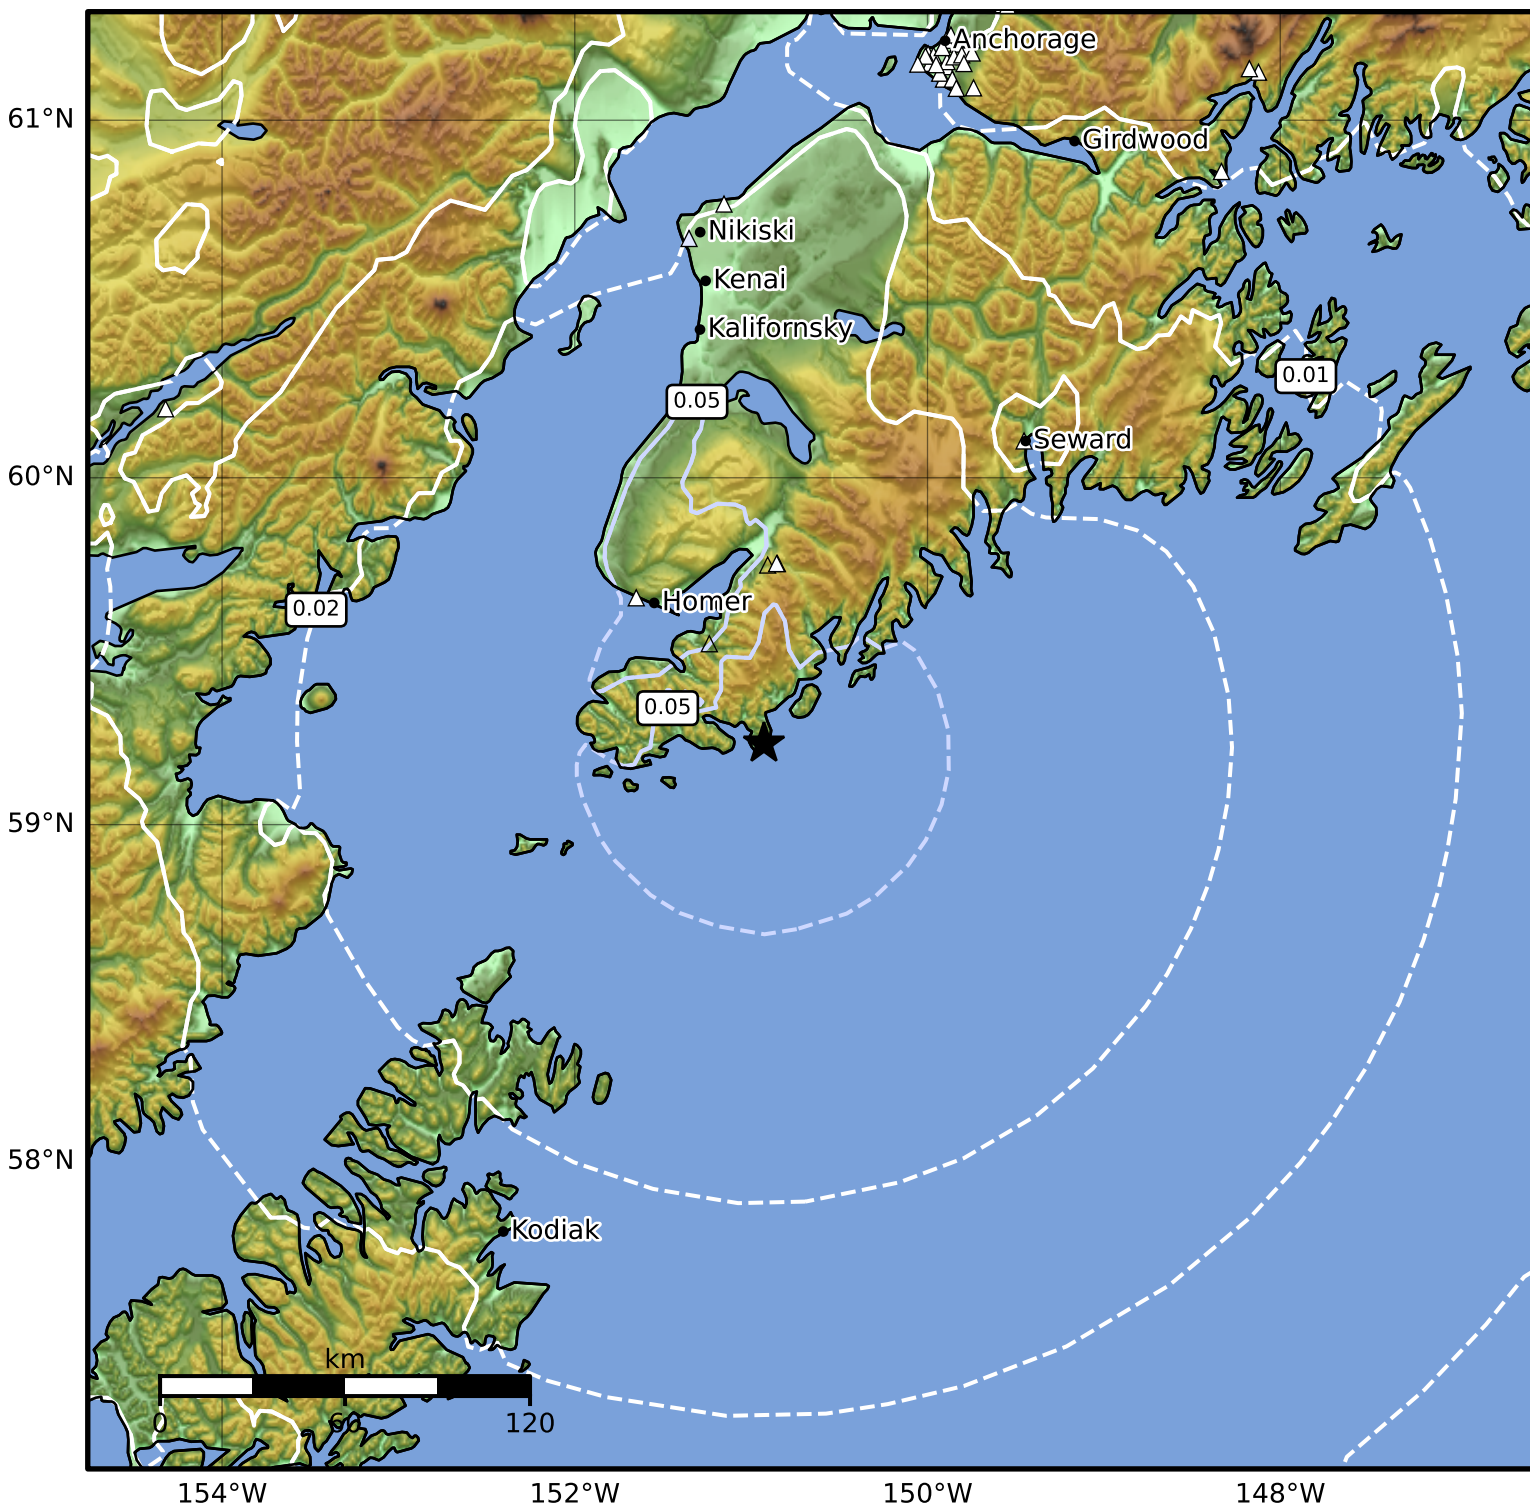 Anchorage
61°N
Girdwood
Nikiski
Kenai
Kalifornsky
0.01
0.05
Seward
60°N
Homer
0.02
0.05
59°N
58°N
Kodiak
km
0
60
120
154°W
152°W
150°W
148°W